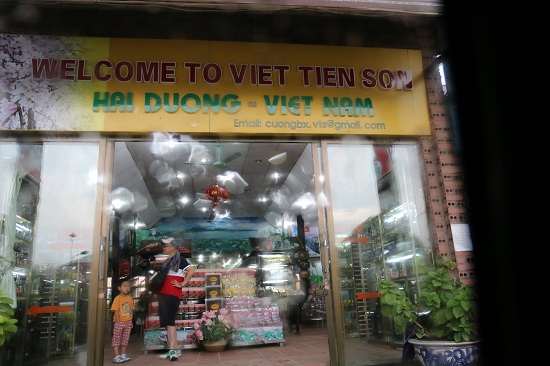 WELCOME TO VIET TIEN SON
HAI DUONG - VIET NAM
Email: cuongbx.vts@gmail.com